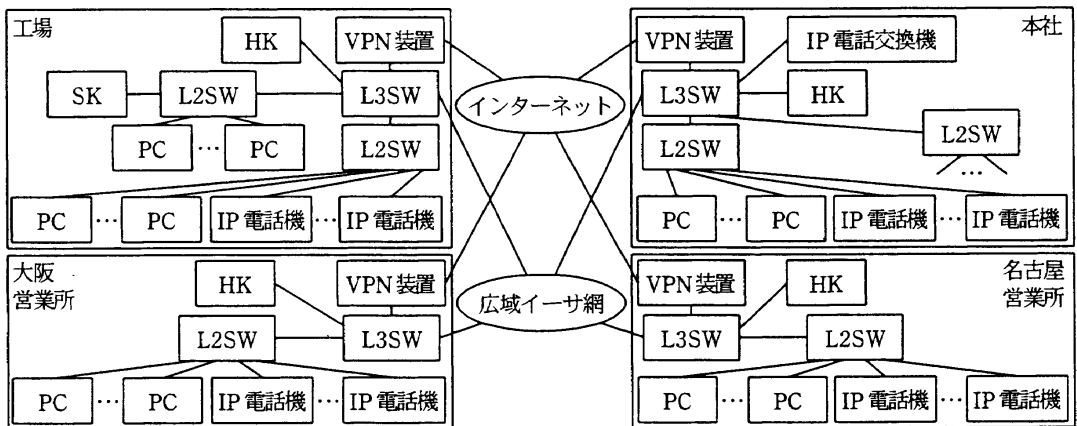 工場
HK
VPN装置
SK
L2SW
L3SW
PC
…
PC
L2SW
PC
…
PC
IP電話機
…
IP電話機
インターネット
広域イーサ網
本社
VPN装置
IP電話交換機
L3SW
HK
L2SW
L2SW
…
PC
…
PC
IP電話機
…
IP電話機
大阪
営業所
HK
VPN装置
L2SW
L3SW
PC
…
PC
IP電話機
…
IP電話機
名古屋
営業所
VPN装置
HK
L3SW
L2SW
PC
…
PC
IP電話機
…
IP電話機